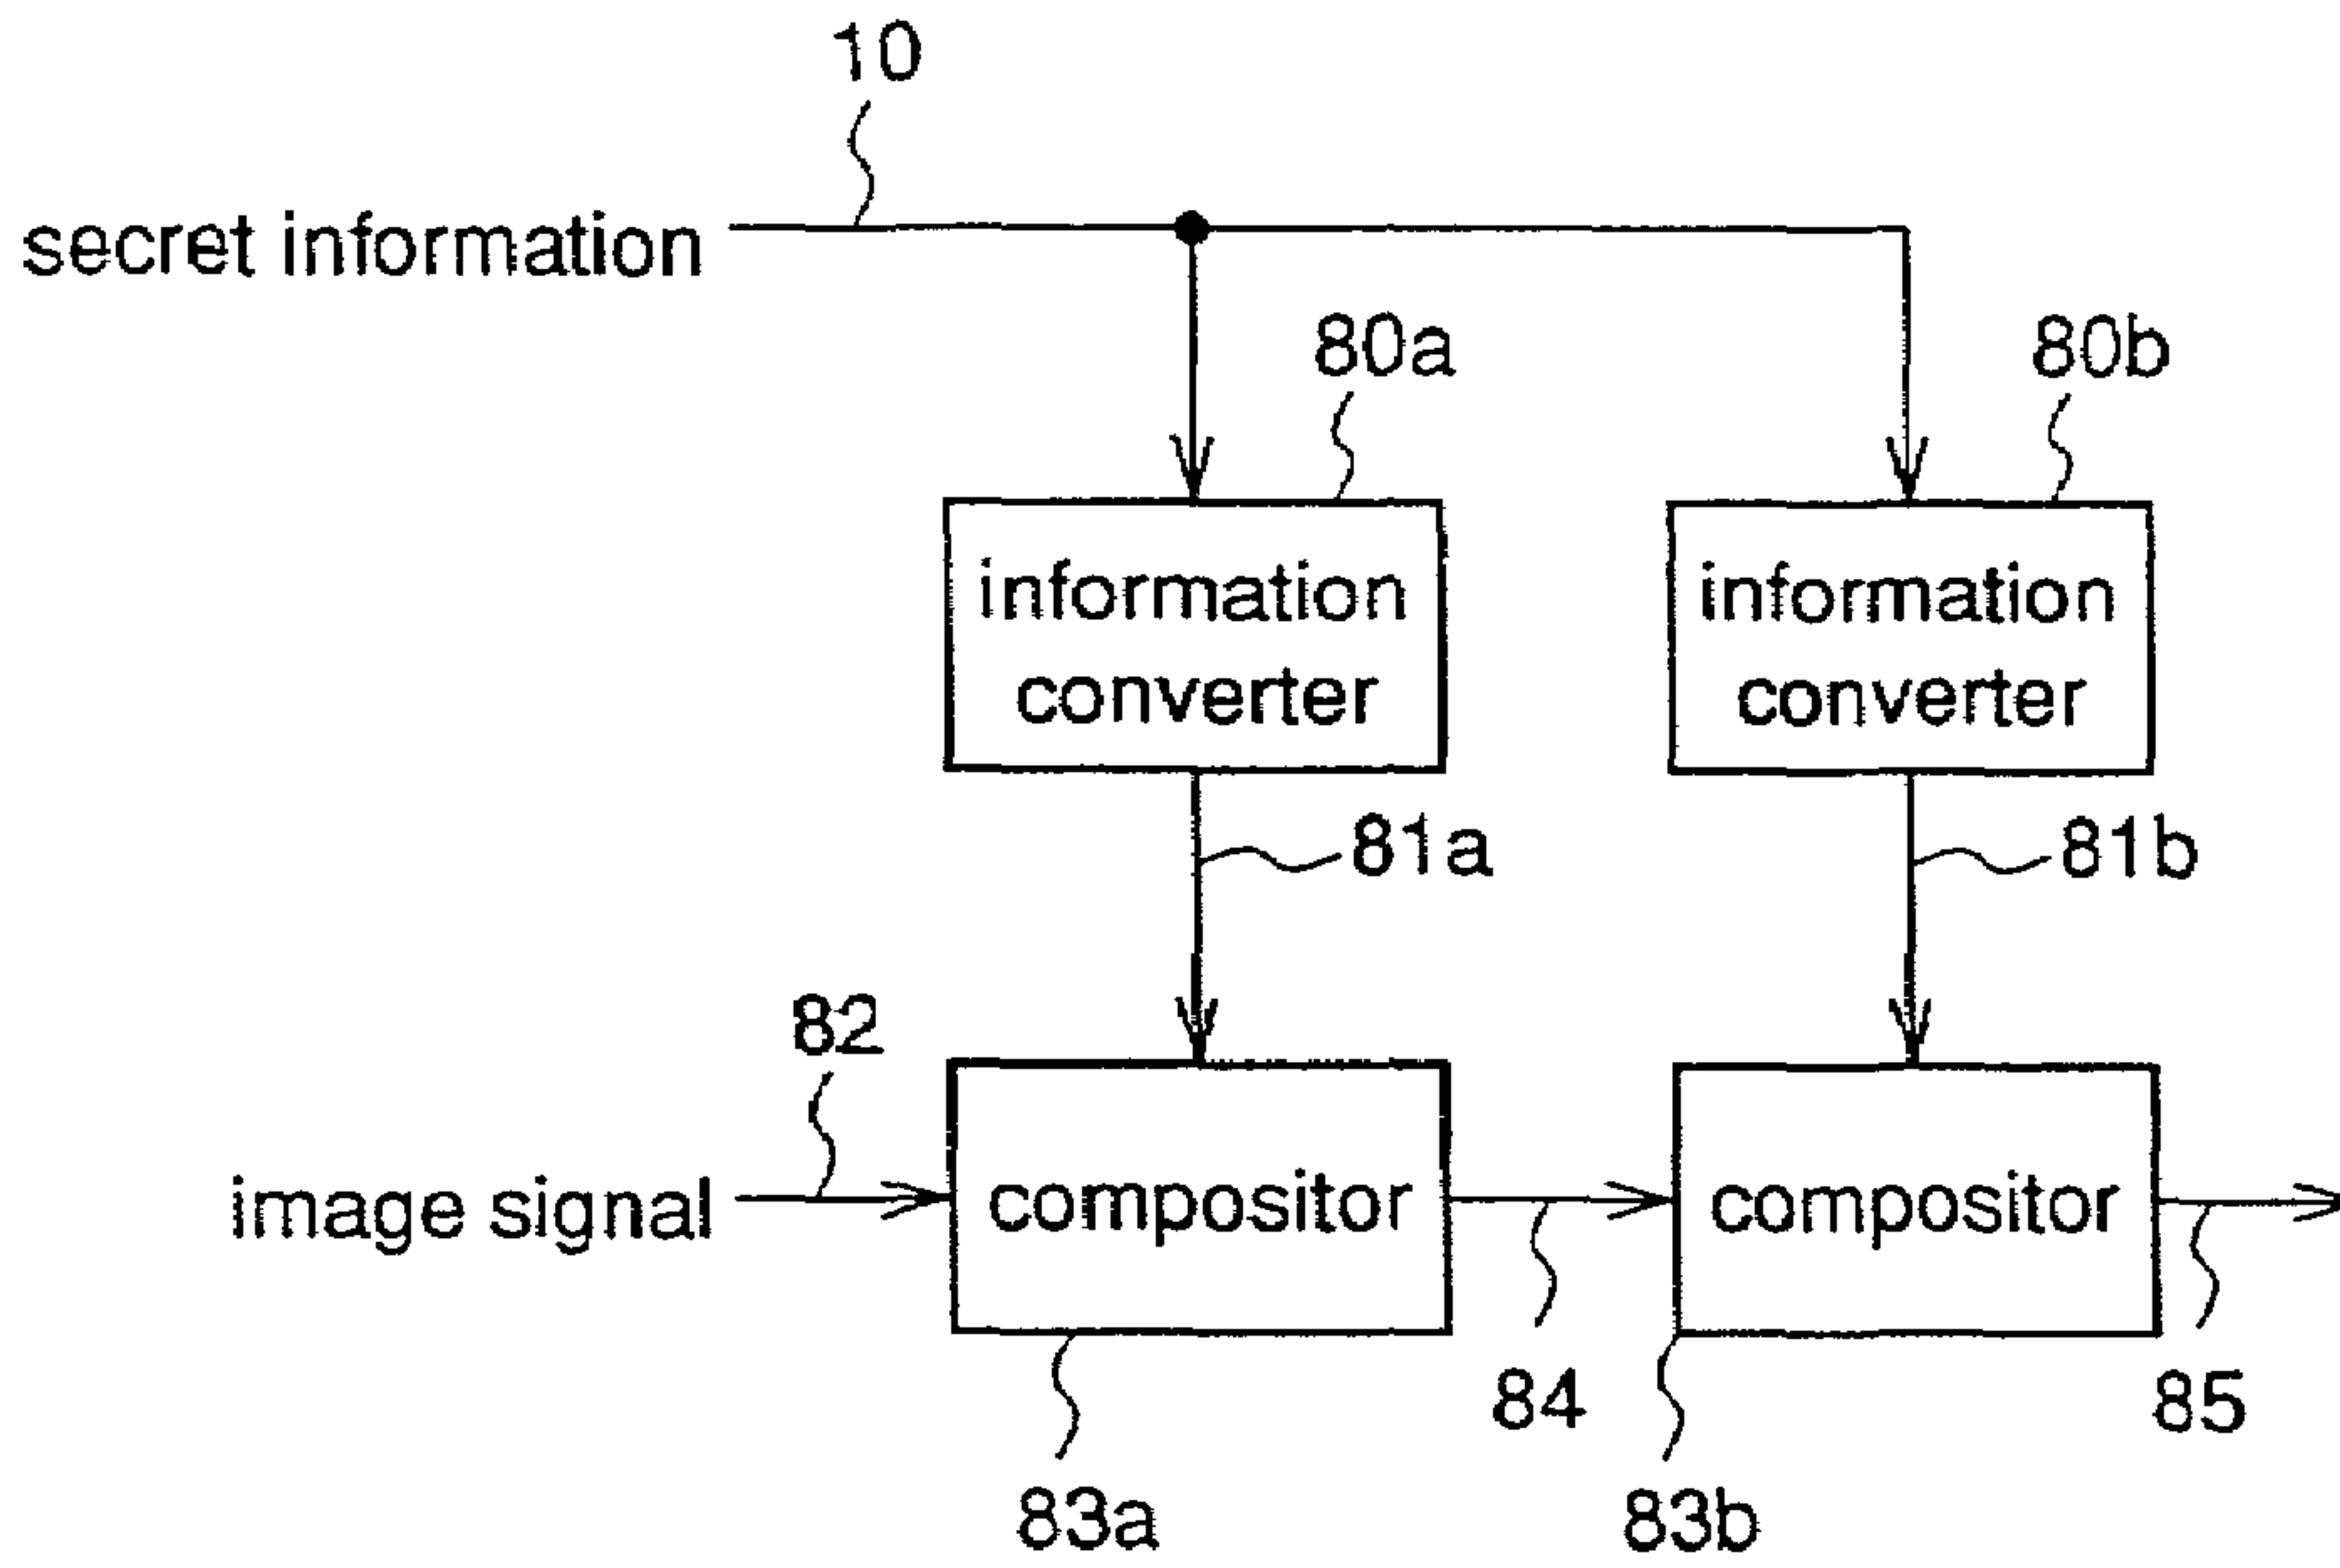 10
secret information
80a
80b
information
converter
information
converter
81a
81b
82
image signal
compositor
compositor
84
85
83a
83b